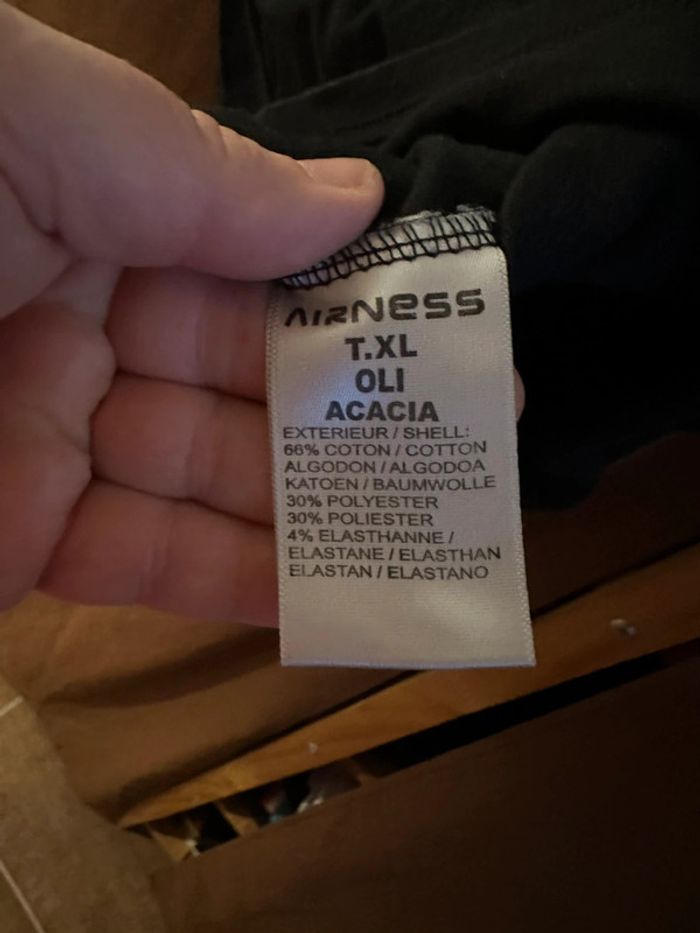 AIRNESS
T.XL
OLI
ACACIA
EXTERIEUR / SHELL:
66% COTON / COTTON
ALGODON / ALGODOA
KATOEN / BAUMWOLLE
30% POLYESTER
30% POLIESTER
4% ELASTHANNE /
ELASTANE / ELASTHAN
ELASTAN / ELASTANO